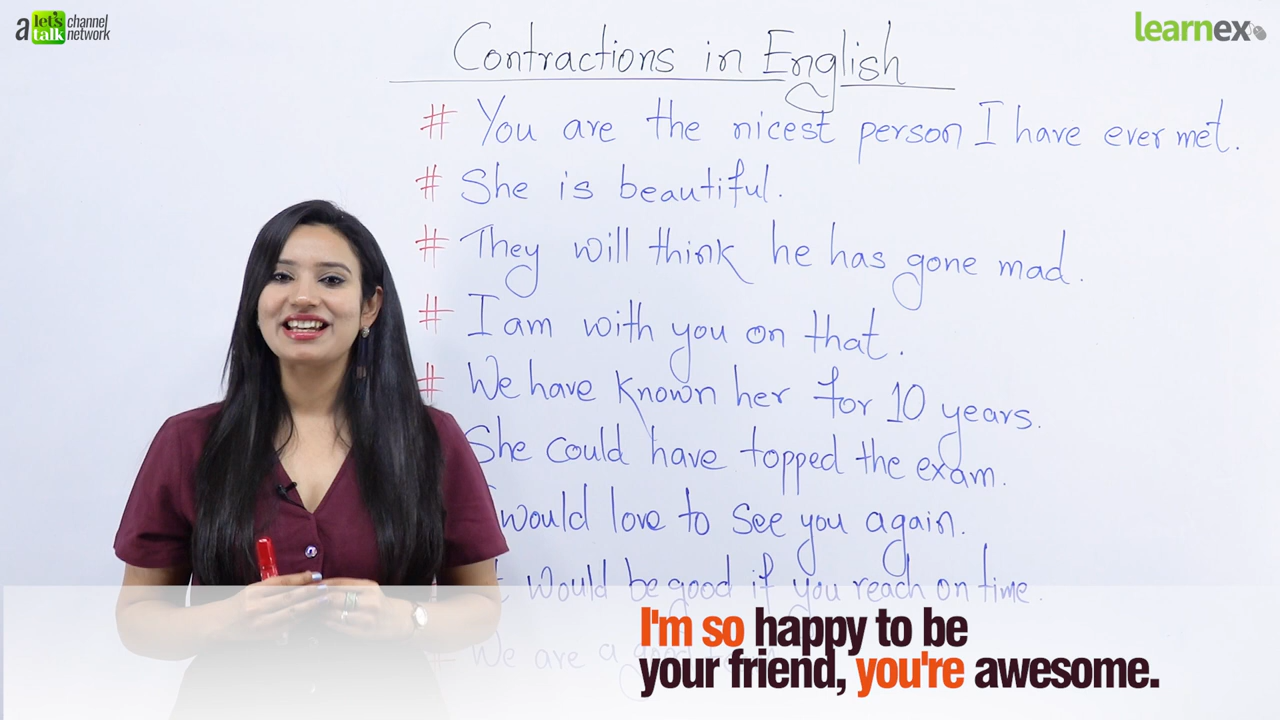 a let's talk channel network
learnex
Contractions in English
# You are the nicest person I have ever met.
# She is beautiful.
# They will think he has gone mad.
# I am with you on that.
# We have known her for 10 years.
She could have topped the exam.
would love to see you again.
would be good if you reach on time.
# We are a good
I'm so happy to be
your friend, you're awesome.